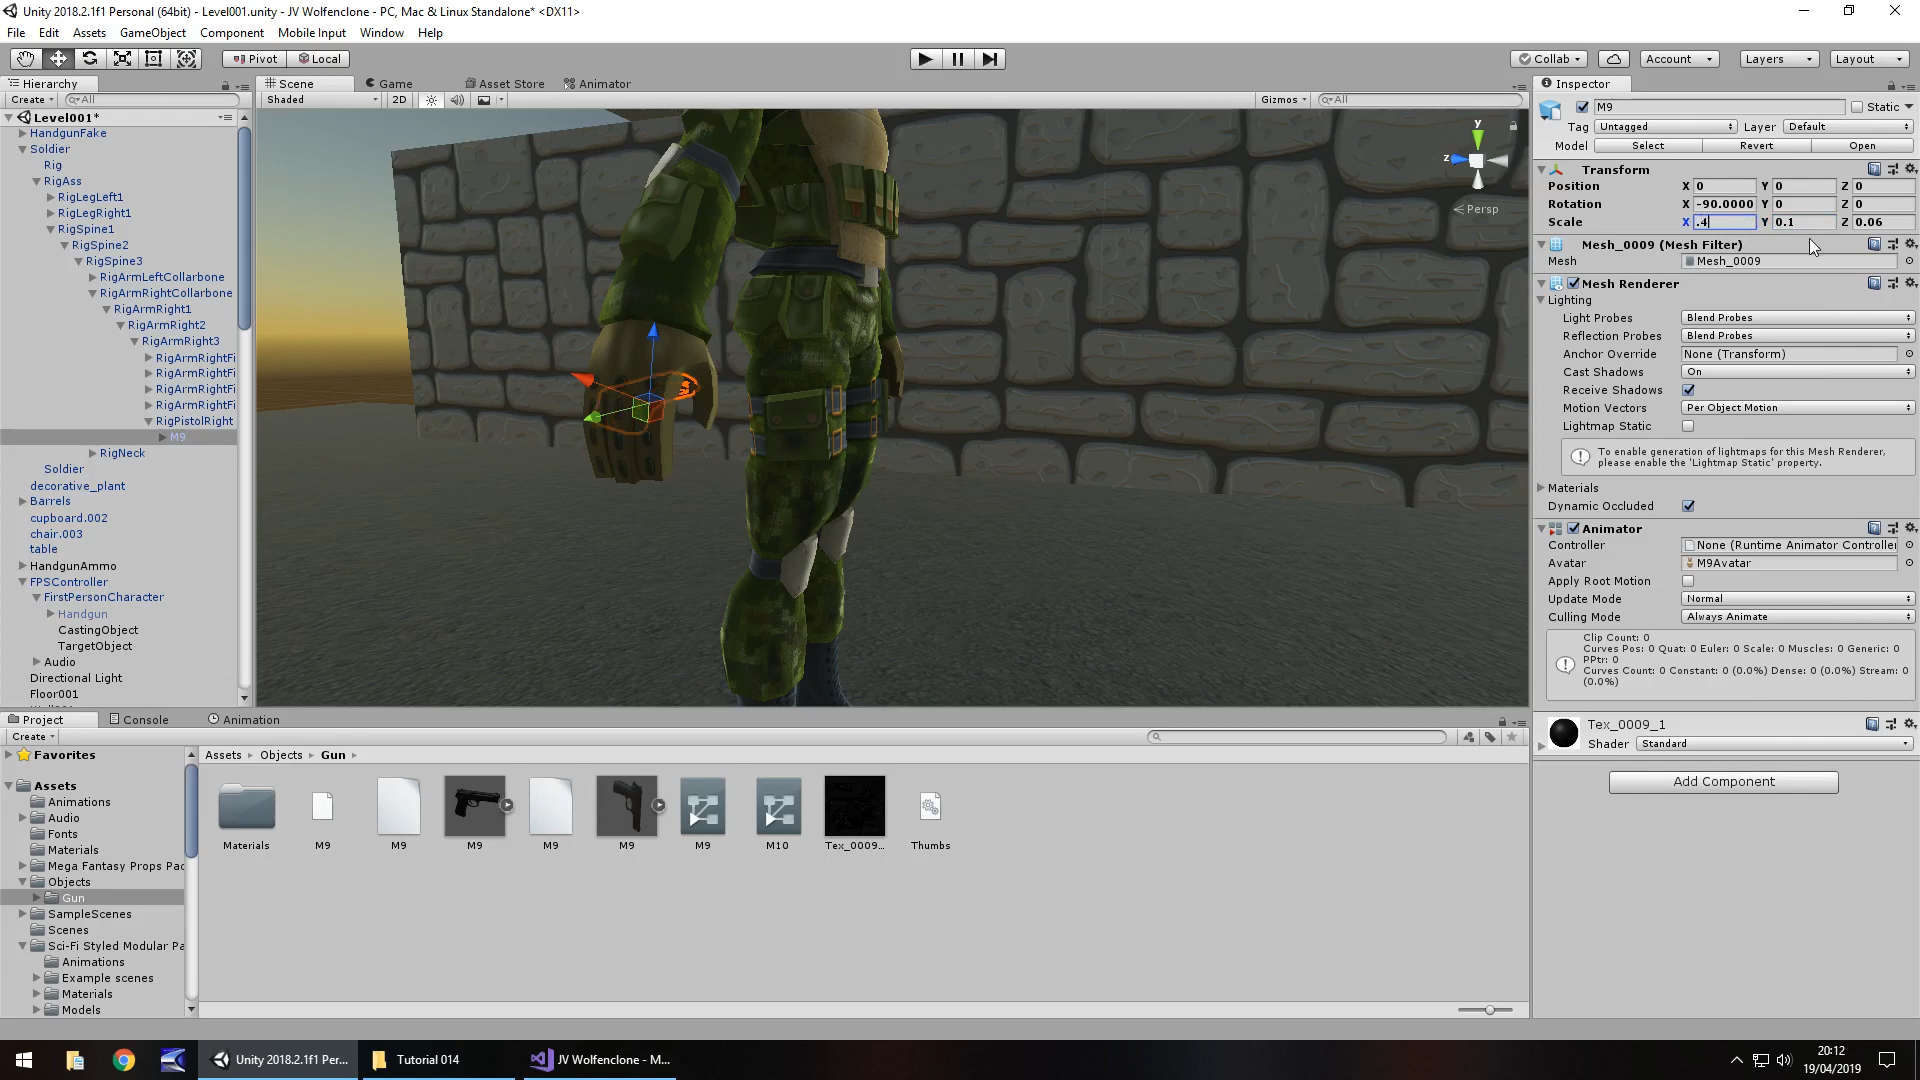 Unity 2018.2.1f1 Personal (64bit) - Level001.unity - JV Wolfenclone - PC, Mac & Linux Standalone* <DX11>
File Edit Assets GameObject Component Mobile Input Window Help
Pivot Local Collab Account Layers Layout
Hierarchy
Create All
Level001*
HandgunFake
Soldier
Rig
RigAss
RigLegLeft1
RigLegRight1
RigSpine1
RigSpine2
RigSpine3
RigArmLeftCollarbone
RigArmRightCollarbone
RigArmRight1
RigArmRight2
RigArmRight3
RigArmRightFi
RigArmRightFi
RigArmRightFi
RigArmRightFi
RigPistolRight
M9
RigNeck
Soldier
decorative_plant
Barrels
cupboard.002
chair.003
table
HandgunAmmo
FPSController
FirstPersonCharacter
Handgun
CastingObject
TargetObject
Audio
Directional Light
Floor001
Scene Game Asset Store Animator
Shaded 2D Gizmos All
y
z
Persp
Inspector
M9 Static
Tag Untagged Layer Default
Model Select Revert Open
Transform
Position X 0 Y 0 Z 0
Rotation X -90.0000 Y 0 Z 0
Scale X .4 Y 0.1 Z 0.06
Mesh_0009 (Mesh Filter)
Mesh Mesh_0009
Mesh Renderer
Lighting
Light Probes Blend Probes
Reflection Probes Blend Probes
Anchor Override None (Transform)
Cast Shadows On
Receive Shadows
Motion Vectors Per Object Motion
Lightmap Static
To enable generation of lightmaps for this Mesh Renderer,
please enable the 'Lightmap Static' property.
Materials
Dynamic Occluded
Animator
Controller None (Runtime Animator Controller
Avatar M9Avatar
Apply Root Motion
Update Mode Normal
Culling Mode Always Animate
Clip Count: 0
Curves Pos: 0 Quat: 0 Euler: 0 Scale: 0 Muscles: 0 Generic: 0
PPtr: 0
Curves Count: 0 Constant: 0 (0.0%) Dense: 0 (0.0%) Stream: 0
(0.0%)
Tex_0009_1
Shader Standard
Add Component
Project Console Animation
Create
Favorites
Assets
Animations
Audio
Fonts
Materials
Mega Fantasy Props Pac
Objects
Gun
SampleScenes
Scenes
Sci-Fi Styled Modular Pa
Animations
Example scenes
Materials
Models
Assets Objects Gun
Materials M9 M9 M9 M9 M9 M9 M10 Tex_0009... Thumbs
Unity 2018.2.1f1 Per... Tutorial 014 JV Wolfenclone - M...
20:12
19/04/2019